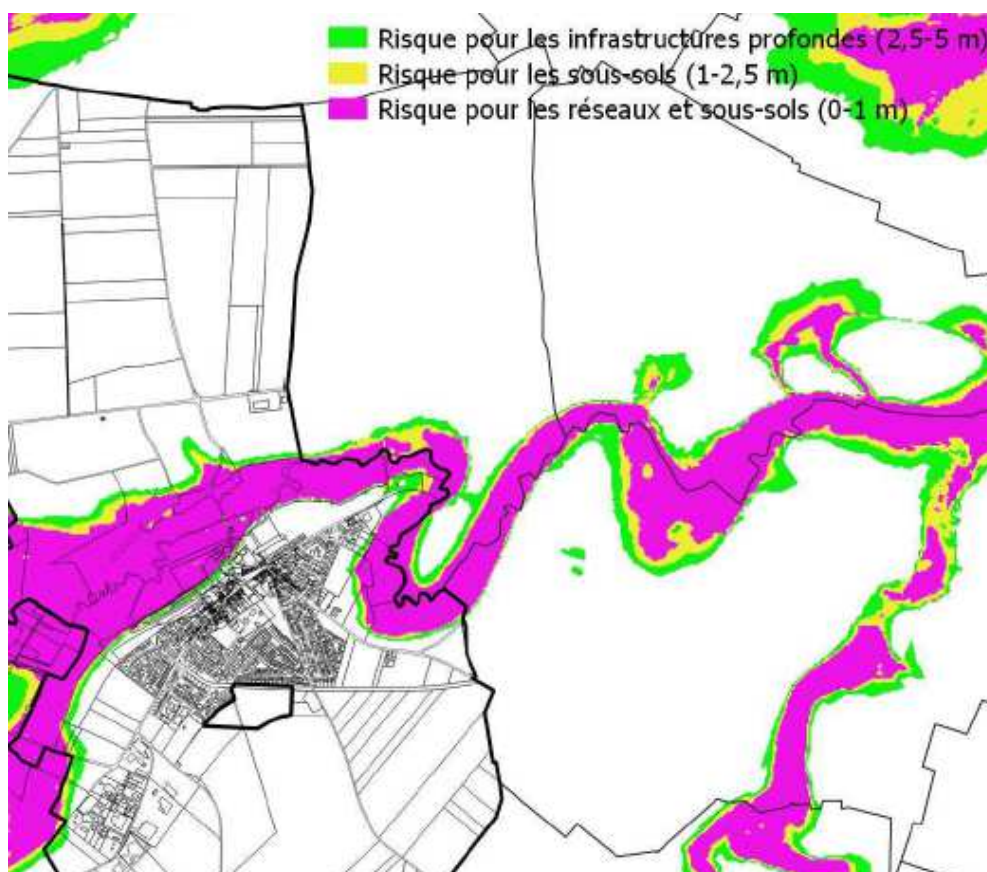 Risque pour les infrastructures profondes (2,5-5 m)
Risque pour les sous-sols (1-2,5 m)
Risque pour les réseaux et sous-sols (0-1 m)